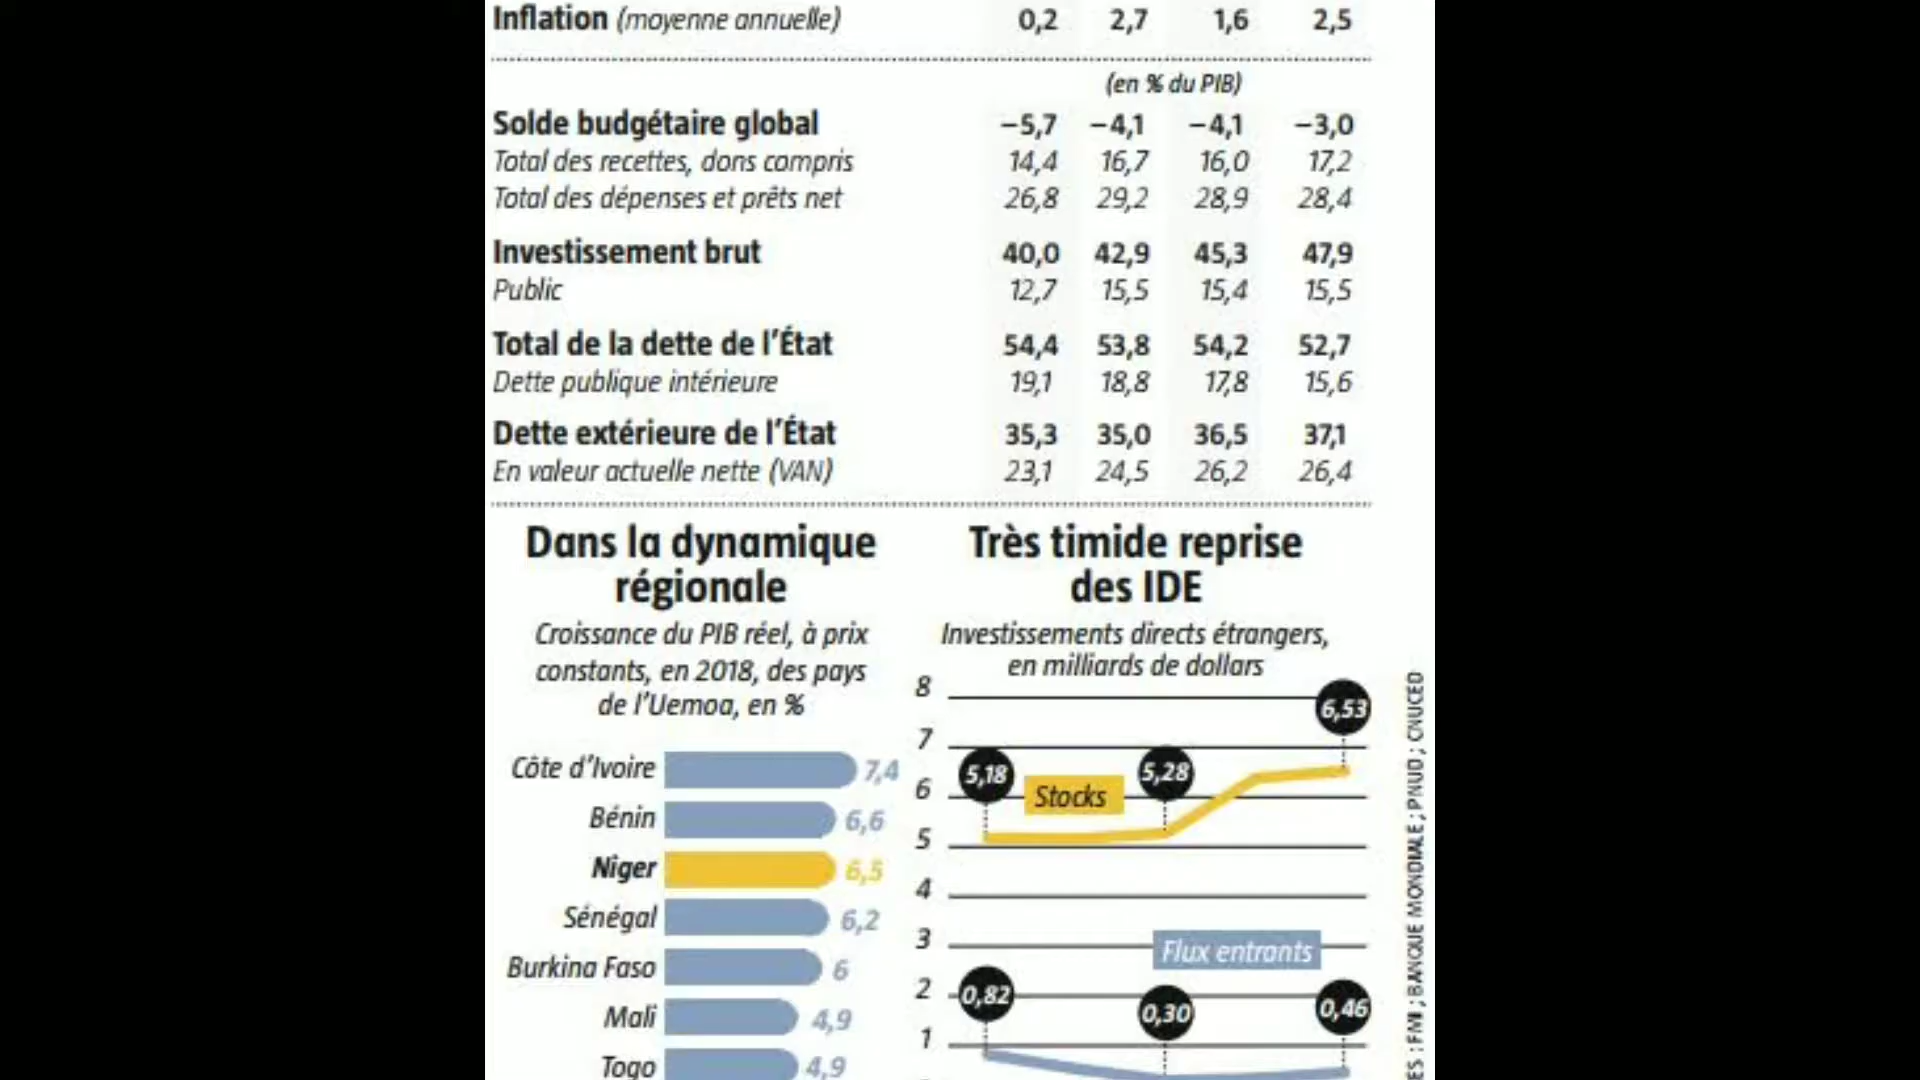 Inflation (moyenne annuelle) 0,2 2,7 1,6 2,5
(en % du PIB)
Solde budgétaire global –5,7 –4,1 –4,1 –3,0
Total des recettes, dons compris 14,4 16,7 16,0 17,2
Total des dépenses et prêts net 26,8 29,2 28,9 28,4
Investissement brut 40,0 42,9 45,3 47,9
Public 12,7 15,5 15,4 15,5
Total de la dette de l'État 54,4 53,8 54,2 52,7
Dette publique intérieure 19,1 18,8 17,8 15,6
Dette extérieure de l'État 35,3 35,0 36,5 37,1
En valeur actuelle nette (VAN) 23,1 24,5 26,2 26,4
Dans la dynamique
régionale
Croissance du PIB réel, à prix
constants, en 2018, des pays
de l'Uemoa, en %
Côte d'Ivoire 7,4
Bénin 6,6
Niger 6,5
Sénégal 6,2
Burkina Faso 6
Mali 4,9
Togo 4,9
Très timide reprise
des IDE
Investissements directs étrangers,
en milliards de dollars
8
6,53
7
5,18
5,28
6
Stocks
5
4
3
Flux entrants
2
0,82
0,30
0,46
1
ES : FMI ; BANQUE MONDIALE ; PNUD ; CNUCED